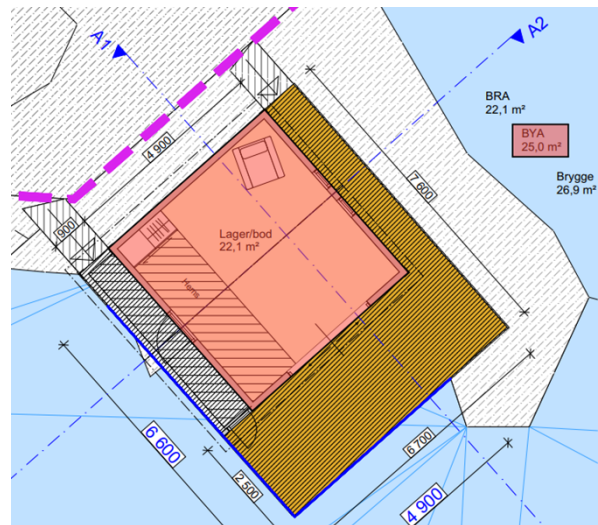 A1
A2
BRA
22,1 m²
BYA
25,0 m²
Brygge
26,9 m²
4 900
7 600
900
Lager/bod
22,1 m²
Hems
6 600
2 500
6 700
4 900